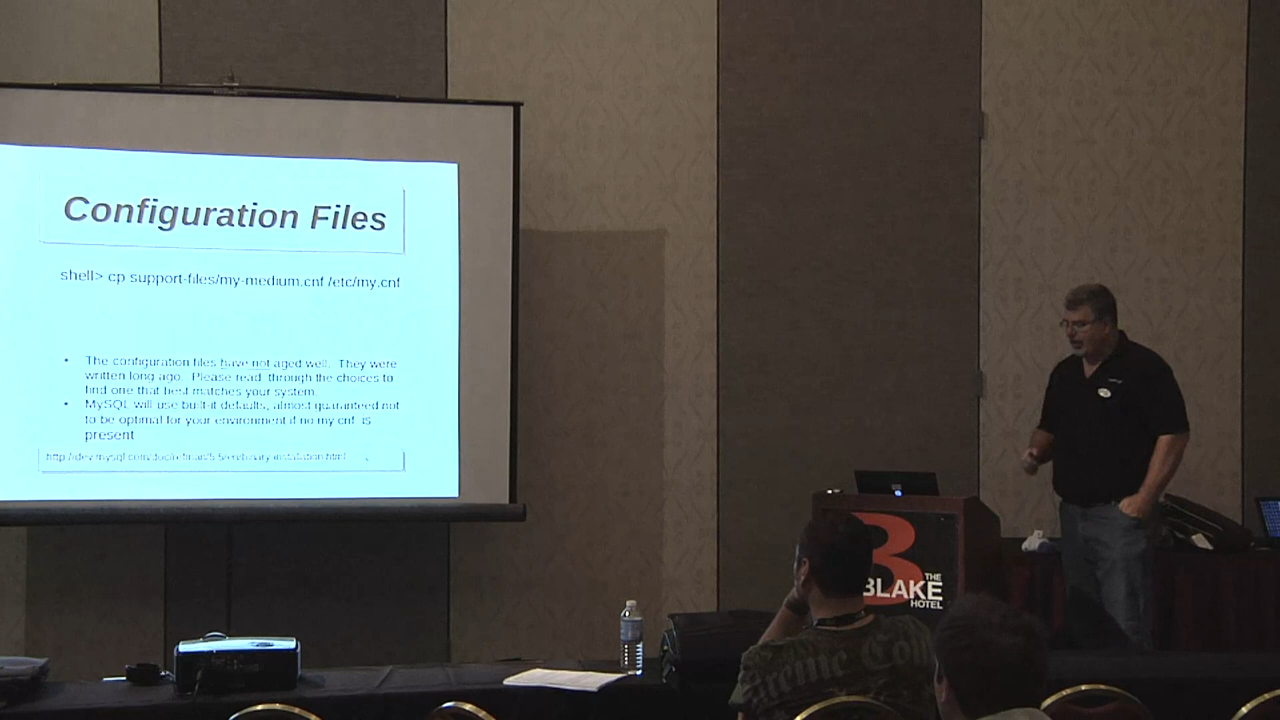 Configuration Files
shell> cp support-files/my-medium.cnf /etc/my.cnf
• The configuration files have not aged well. They were
written long ago. Please read through the choices to
find one that best matches your system.
• MySQL will use built-it defaults, almost guaranteed not
to be optimal for your environment if no my cnf is
present
B
THE
BLAKE
HOTEL